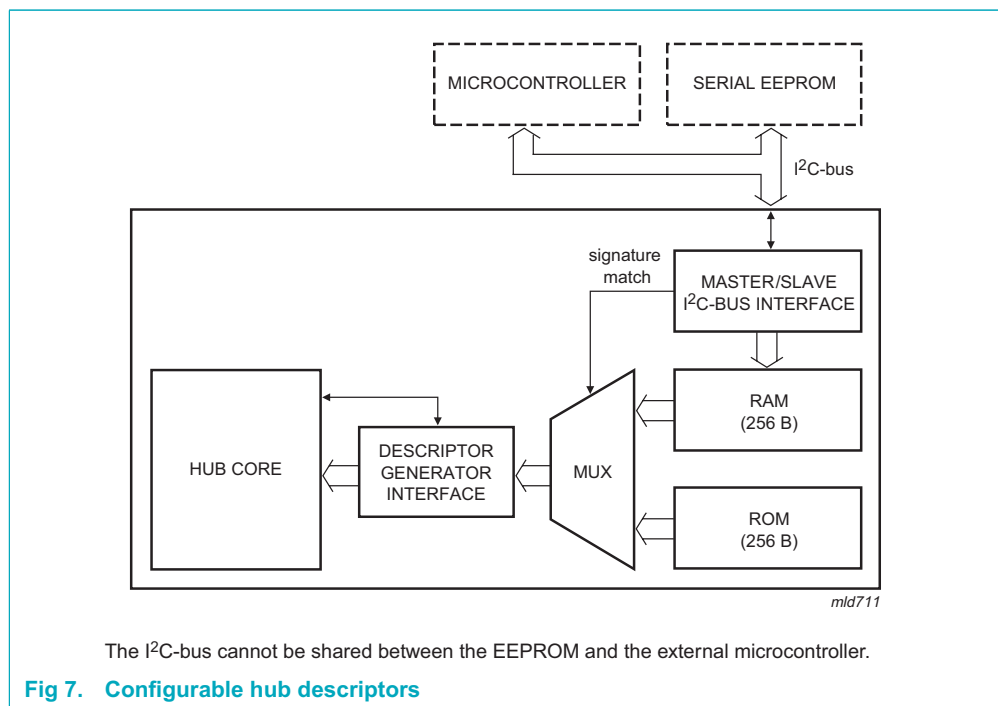 MICROCONTROLLER
SERIAL EEPROM
I²C-bus
signature
match
MASTER/SLAVE
I²C-BUS INTERFACE
RAM
(256 B)
HUB CORE
DESCRIPTOR
GENERATOR
INTERFACE
MUX
ROM
(256 B)
mld711
The I²C-bus cannot be shared between the EEPROM and the external microcontroller.
Fig 7. Configurable hub descriptors